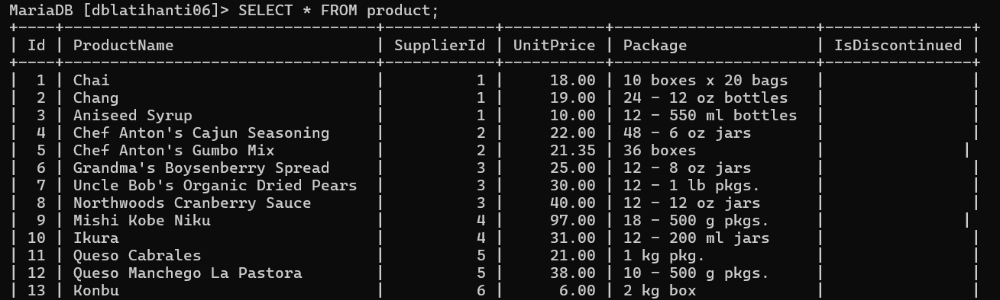 MariaDB [dblatihanti06]> SELECT * FROM product;
+----+----------------------------------+------------+-----------+-----------------------+----------------+
| Id | ProductName                      | SupplierId | UnitPrice | Package              | IsDiscontinued |
+----+----------------------------------+------------+-----------+-----------------------+----------------+
|  1 | Chai                             |          1 |     18.00 | 10 boxes x 20 bags   |                |
|  2 | Chang                            |          1 |     19.00 | 24 - 12 oz bottles   |                |
|  3 | Aniseed Syrup                    |          1 |     10.00 | 12 - 550 ml bottles  |                |
|  4 | Chef Anton's Cajun Seasoning     |          2 |     22.00 | 48 - 6 oz jars       |                |
|  5 | Chef Anton's Gumbo Mix           |          2 |     21.35 | 36 boxes             |               |
|  6 | Grandma's Boysenberry Spread     |          3 |     25.00 | 12 - 8 oz jars       |                |
|  7 | Uncle Bob's Organic Dried Pears  |          3 |     30.00 | 12 - 1 lb pkgs.      |                |
|  8 | Northwoods Cranberry Sauce       |          3 |     40.00 | 12 - 12 oz jars      |                |
|  9 | Mishi Kobe Niku                  |          4 |     97.00 | 18 - 500 g pkgs.     |               |
| 10 | Ikura                            |          4 |     31.00 | 12 - 200 ml jars     |                |
| 11 | Queso Cabrales                   |          5 |     21.00 | 1 kg pkg.            |                |
| 12 | Queso Manchego La Pastora        |          5 |     38.00 | 10 - 500 g pkgs.     |                |
| 13 | Konbu                            |          6 |      6.00 | 2 kg box             |                |